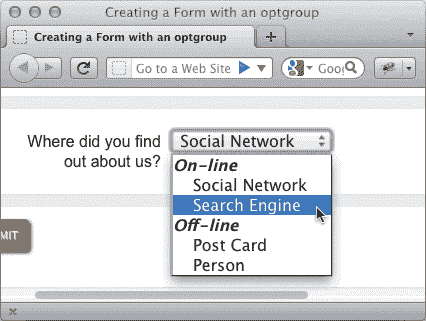 Creating a Form with an optgroup
Creating a Form with an optgroup
Go to a Web Site
Goog
Where did you find
out about us?
Social Network
On-line
Social Network
Search Engine
Off-line
Post Card
Person
MIT